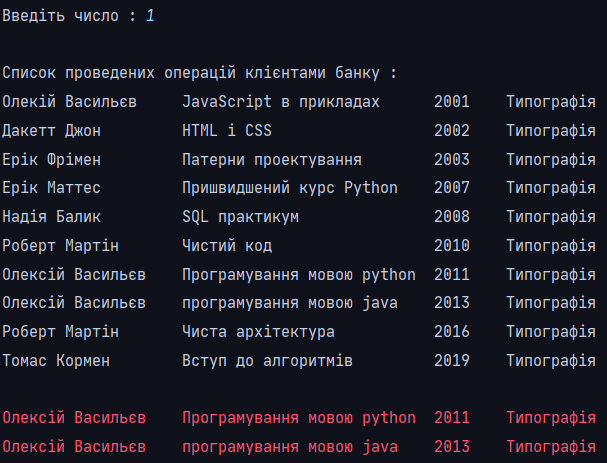 Введіть число : 1
Список проведених операцій клієнтами банку :
Олекій Васильєв JavaScript в прикладах 2001 Типографія
Дакетт Джон HTML і CSS 2002 Типографія
Ерік Фрімен Патерни проектування 2003 Типографія
Ерік Маттес Пришвидшений курс Python 2007 Типографія
Надія Балик SQL практикум 2008 Типографія
Роберт Мартін Чистий код 2010 Типографія
Олексій Васильєв Програмування мовою python 2011 Типографія
Олексій Васильєв програмування мовою java 2013 Типографія
Роберт Мартін Чиста архітектура 2016 Типографія
Томас Кормен Вступ до алгоритмів 2019 Типографія
Олексій Васильєв Програмування мовою python 2011 Типографія
Олексій Васильєв програмування мовою java 2013 Типографія